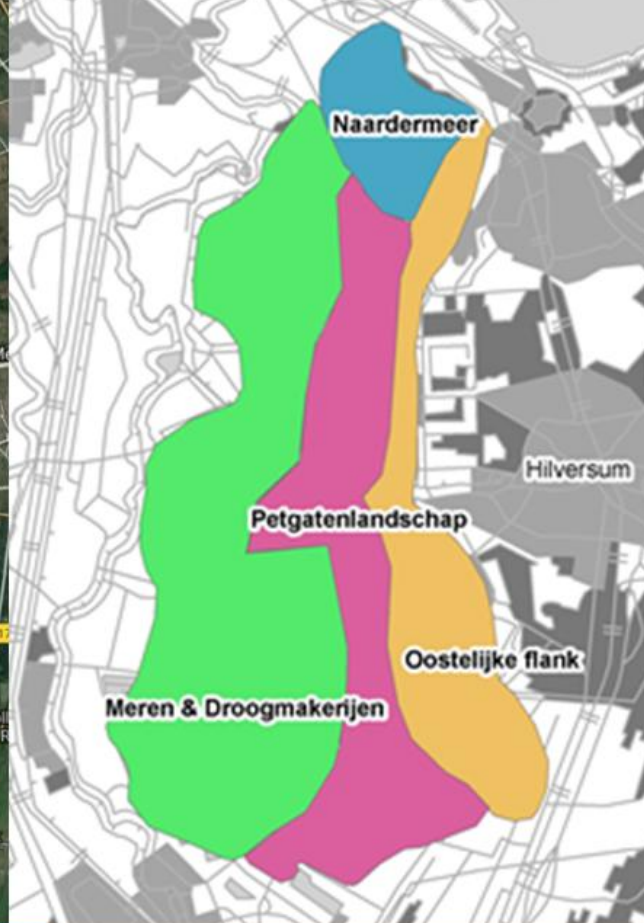 Naardermeer
Hilversum
Petgatenlandschap
Oostelijke flank
Meren & Droogmakerijen